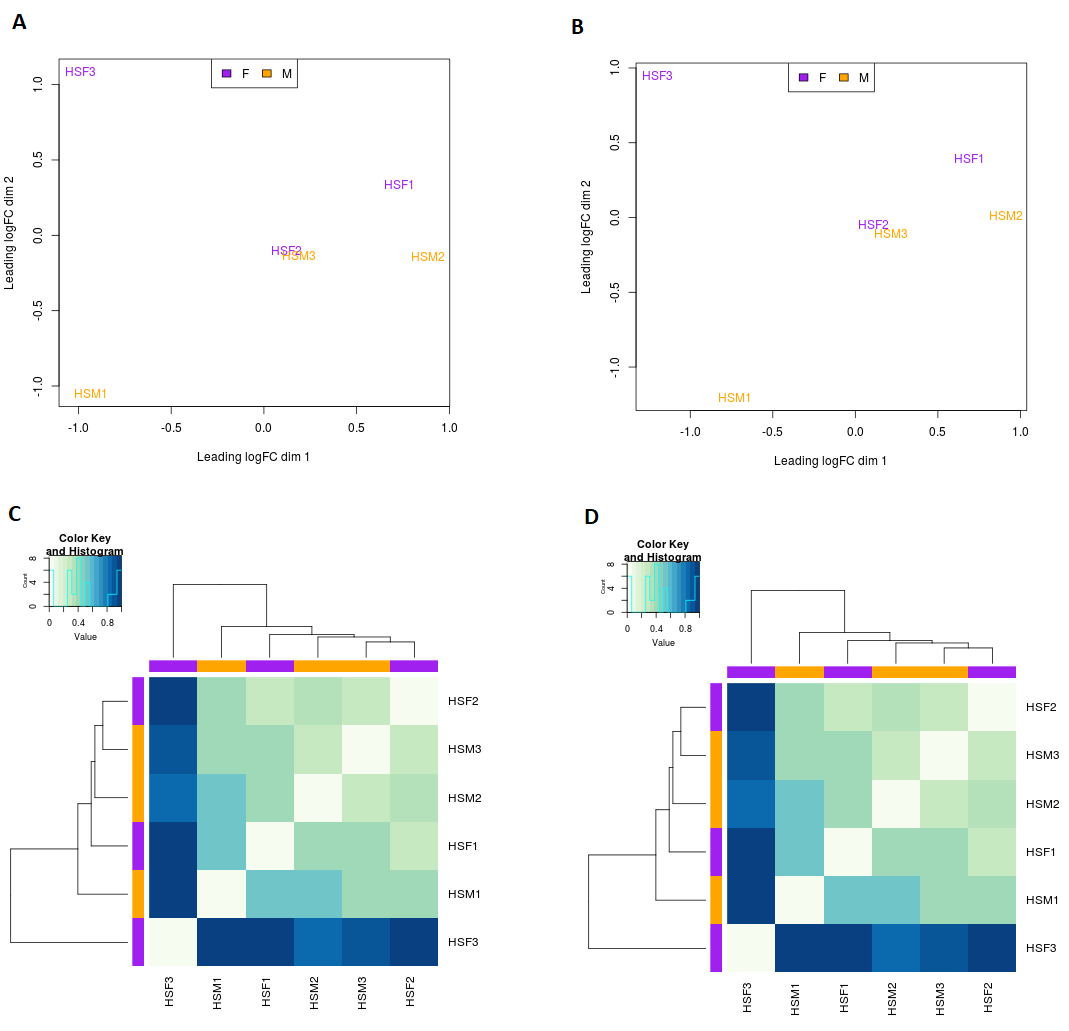 A
HSF3
F M
HSF1
HSF2
HSM3
HSM2
HSM1
1.0
0.5
0.0
-0.5
-1.0
Leading logFC dim 2
-1.0 -0.5 0.0 0.5 1.0
Leading logFC dim 1
B
HSF3
F M
HSF1
HSM2
HSF2
HSM3
HSM1
1.0
0.5
0.0
-0.5
-1.0
Leading logFC dim 2
-1.0 -0.5 0.0 0.5 1.0
Leading logFC dim 1
C
Color Key
and Histogram
Count
8
4
0
0 0.4 0.8
Value
HSF2
HSM3
HSM2
HSF1
HSM1
HSF3
HSF3 HSM1 HSF1 HSM2 HSM3 HSF2
D
Color Key
and Histogram
Count
8
4
0
0 0.4 0.8
Value
HSF2
HSM3
HSM2
HSF1
HSM1
HSF3
HSF3 HSM1 HSF1 HSM2 HSM3 HSF2